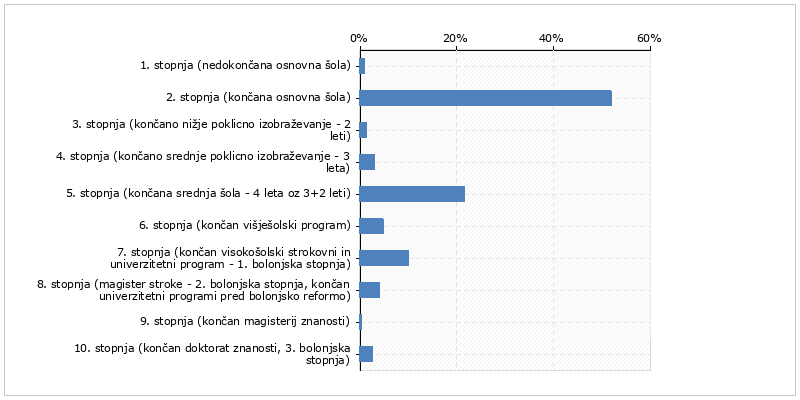 0%
20%
40%
60%
1. stopnja (nedokončana osnovna šola)
2. stopnja (končana osnovna šola)
3. stopnja (končano nižje poklicno izobraževanje - 2
leti)
4. stopnja (končano srednje poklicno izobraževanje - 3
leta)
5. stopnja (končana srednja šola - 4 leta oz 3+2 leti)
6. stopnja (končan višješolski program)
7. stopnja (končan visokošolski strokovni in
univerzitetni program - 1. bolonjska stopnja)
8. stopnja (magister stroke - 2. bolonjska stopnja, končan
univerzitetni programi pred bolonjsko reformo)
9. stopnja (končan magisterij znanosti)
10. stopnja (končan doktorat znanosti, 3. bolonjska
stopnja)